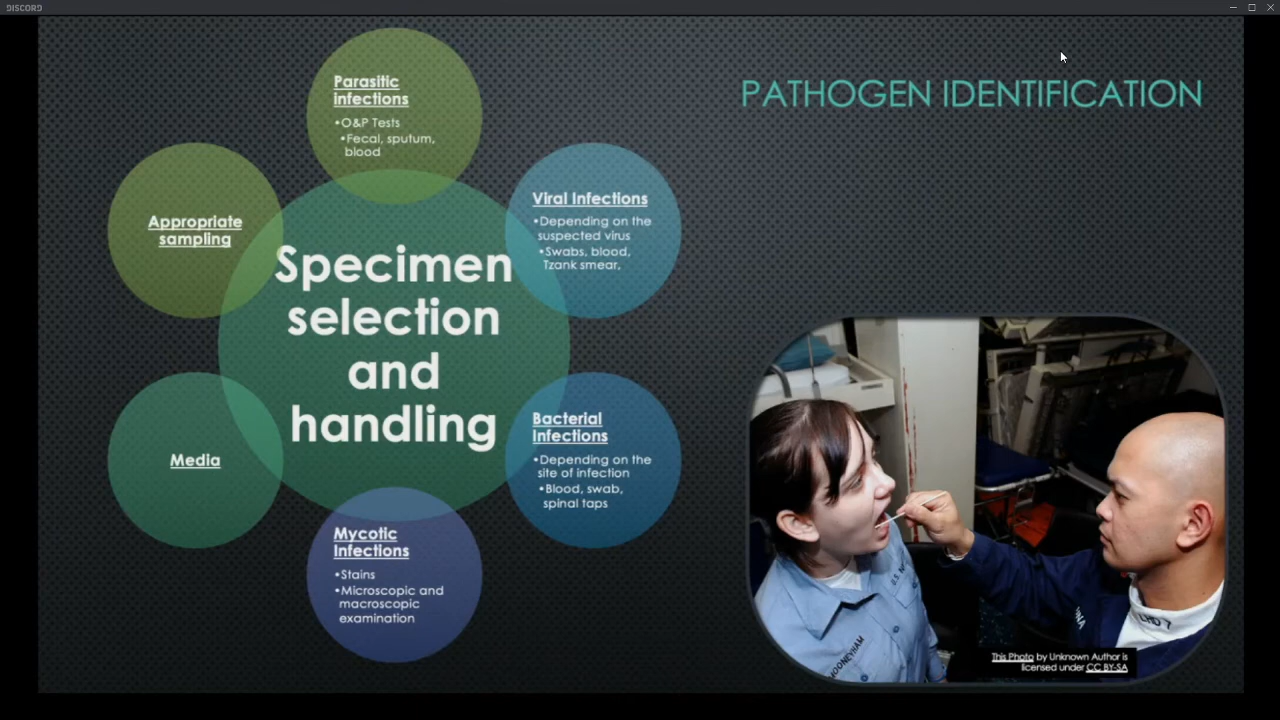 DISCORD
PATHOGEN IDENTIFICATION
Parasitic
infections
•O&P Tests
•Fecal, sputum,
blood
Viral Infections
•Depending on the
suspected virus
•Swabs, blood,
Tzank smear,
Bacterial
Infections
•Depending on the
site of infection
•Blood, swab,
spinal taps
Mycotic
Infections
•Stains
•Microscopic and
macroscopic
examination
Media
Appropriate
sampling
Specimen
selection
and
handling
U.S. NA
This Photo by Unknown Author is
licensed under CC BY-SA